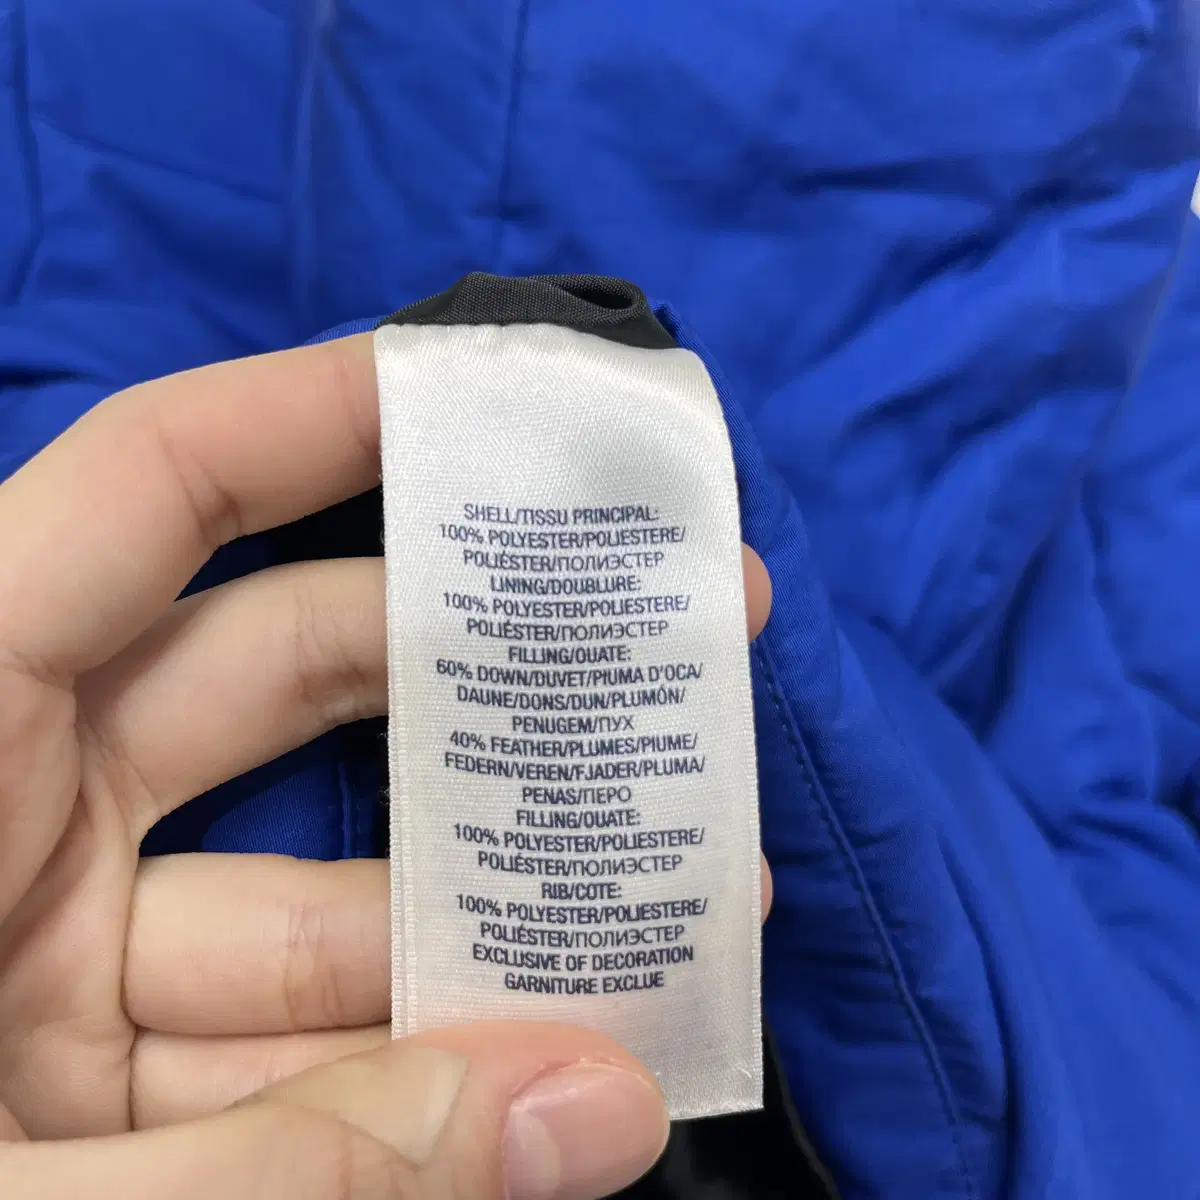 SHELL/TISSU PRINCIPAL:
100% POLYESTER/POLIESTERE/
POLIÉSTER/ПОЛИЭСТЕР
LINING/DOUBLURE:
100% POLYESTER/POLIESTERE/
POLIÉSTER/ПОЛИЭСТЕР
FILLING/OUATE:
60% DOWN/DUVET/PIUMA D'OCA/
DAUNE/DONS/DUN/PLUMÓN/
PENUGEM/ПУХ
40% FEATHER/PLUMES/PIUME/
FEDERN/VEREN/FJADER/PLUMA/
PENAS/ПЕРО
FILLING/OUATE:
100% POLYESTER/POLIESTERE/
POLIÉSTER/ПОЛИЭСТЕР
RIB/COTE:
100% POLYESTER/POLIESTERE/
POLIÉSTER/ПОЛИЭСТЕР
EXCLUSIVE OF DECORATION
GARNITURE EXCLUE